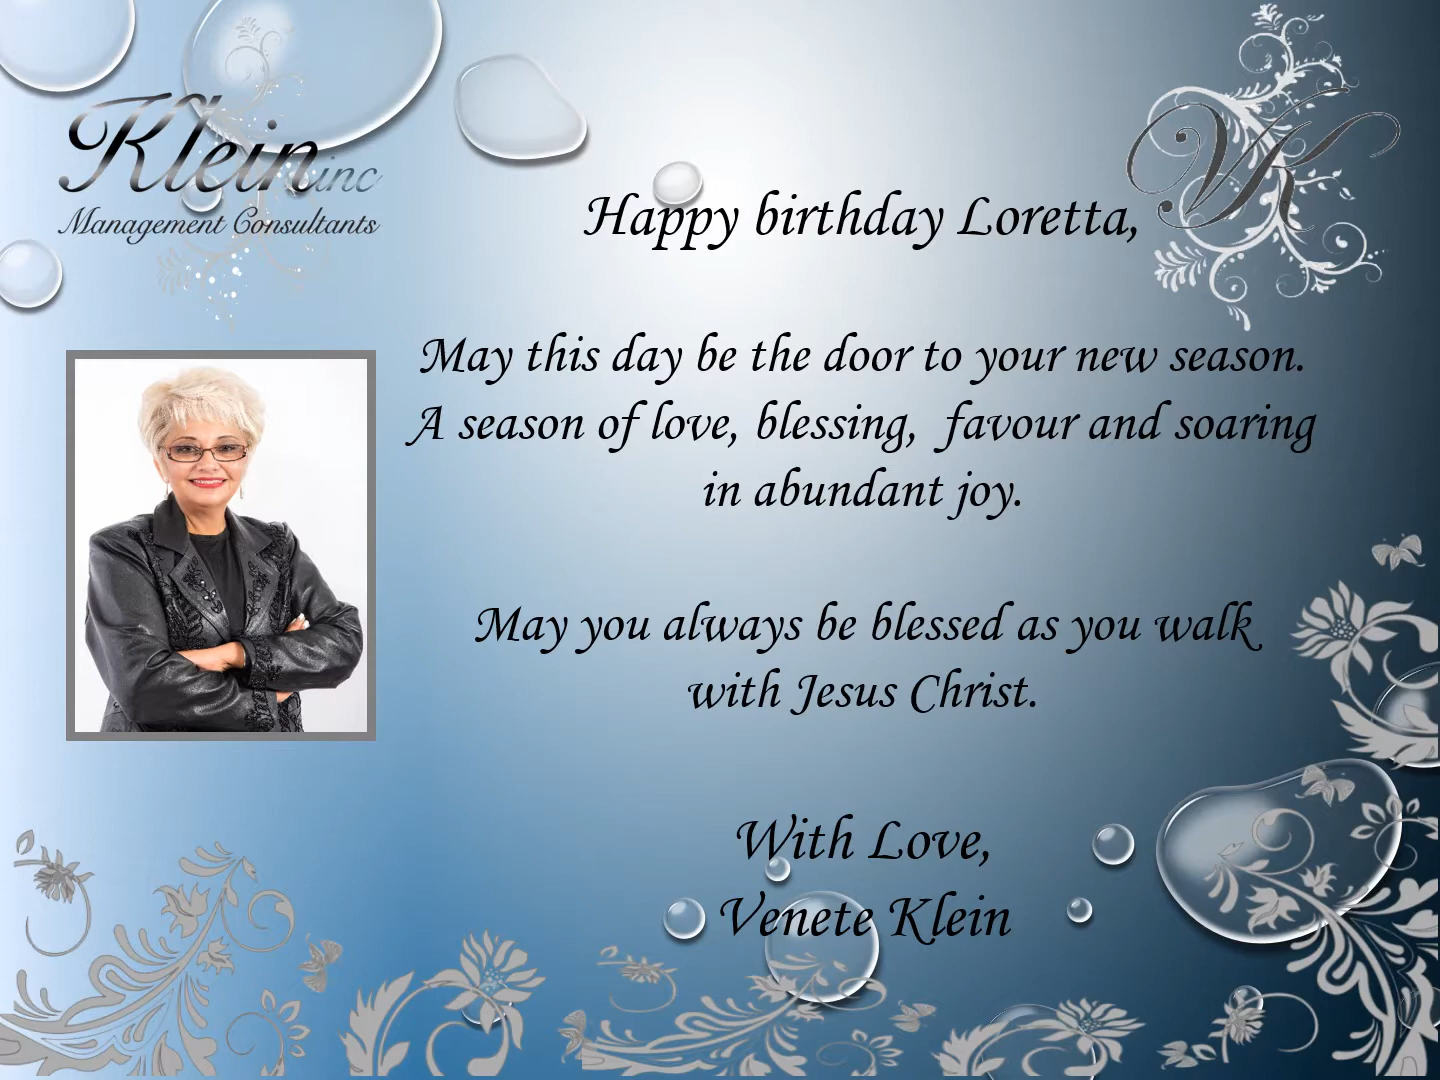 Klein inc
Management Consultants
VK
Happy birthday Loretta,
May this day be the door to your new season.
A season of love, blessing, favour and soaring
in abundant joy.
May you always be blessed as you walk
with Jesus Christ.
With Love,
Venete Klein